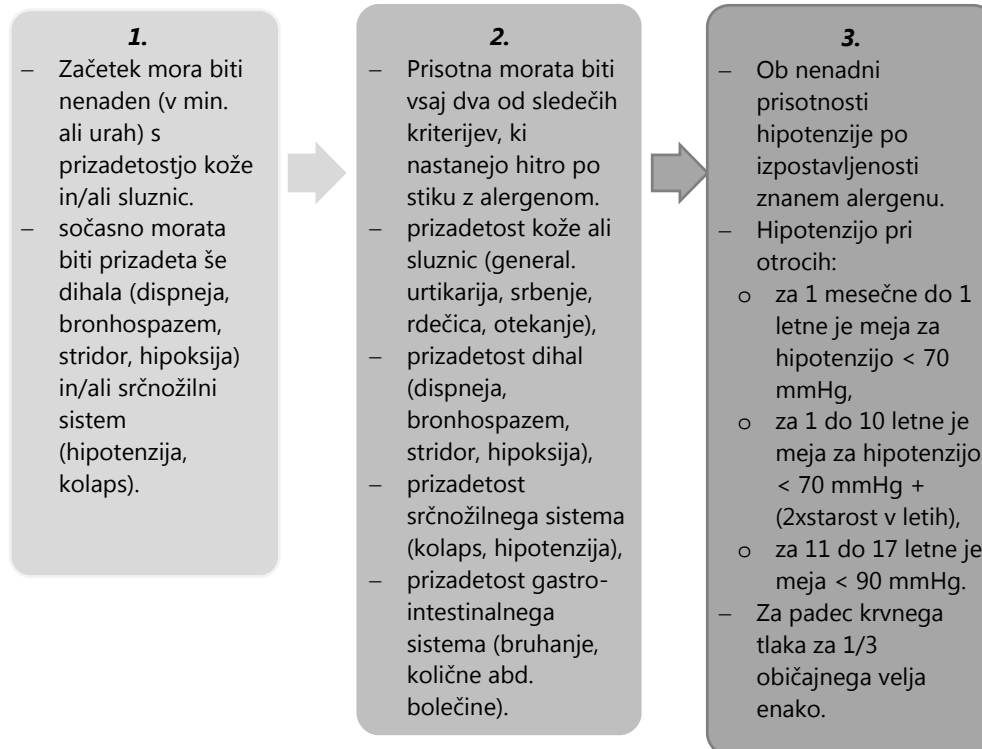 1.
– Začetek mora biti
nenaden (v min.
ali urah) s
prizadetostjo kože
in/ali sluznic.
– sočasno morata
biti prizadeta še
dihala (dispneja,
bronhospazem,
stridor, hipoksija)
in/ali srčnožilni
sistem
(hipotenzija,
kolaps).
2.
– Prisotna morata biti
vsaj dva od sledečih
kriterijev, ki
nastanejo hitro po
stiku z alergenom.
– prizadetost kože ali
sluznic (general.
urtikarija, srbenje,
rdečica, otekanje),
– prizadetost dihal
(dispneja,
bronhospazem,
stridor, hipoksija),
– prizadetost
srčnožilnega sistema
(kolaps, hipotenzija),
– prizadetost gastro-
intestinalnega
sistema (bruhanje,
količne abd.
bolečine).
3.
– Ob nenadni
prisotnosti
hipotenzije po
izpostavljenosti
znanem alergenu.
– Hipotenzijo pri
otrocih:
o za 1 mesečne do 1
letne je meja za
hipotenzijo < 70
mmHg,
o za 1 do 10 letne je
meja za hipotenzijo
< 70 mmHg +
(2xstarost v letih),
o za 11 do 17 letne je
meja < 90 mmHg.
– Za padec krvnega
tlaka za 1/3
običajnega velja
enako.